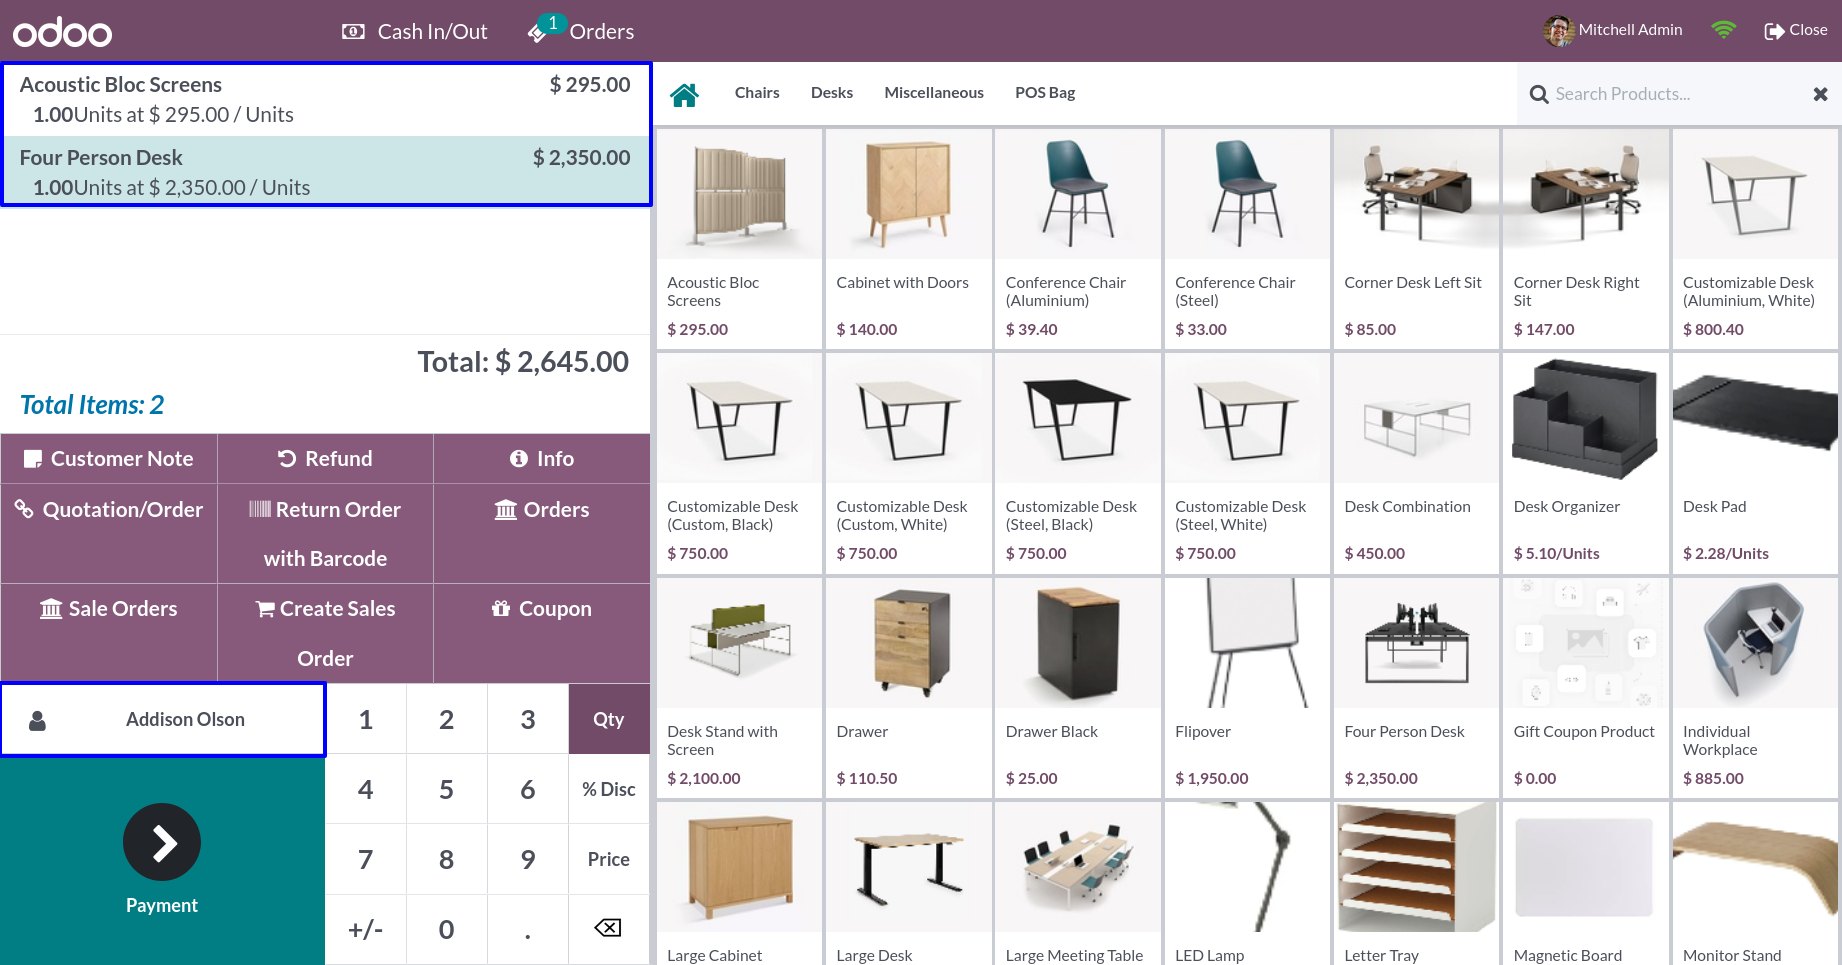 odoo
Cash In/Out
1
Orders
Mitchell Admin
Close
Acoustic Bloc Screens $ 295.00
1.00Units at $ 295.00 / Units
Four Person Desk $ 2,350.00
1.00Units at $ 2,350.00 / Units
Total: $ 2,645.00
Total Items: 2
Customer Note
Refund
Info
Quotation/Order
Return Order
with Barcode
Orders
Sale Orders
Create Sales
Order
Coupon
Addison Olson
Payment
1 2 3 Qty
4 5 6 % Disc
7 8 9 Price
+/- 0 .
Chairs Desks Miscellaneous POS Bag
Search Products...
Acoustic Bloc
Screens
$ 295.00
Cabinet with Doors
$ 140.00
Conference Chair
(Aluminium)
$ 39.40
Conference Chair
(Steel)
$ 33.00
Corner Desk Left Sit
$ 85.00
Corner Desk Right
Sit
$ 147.00
Customizable Desk
(Aluminium, White)
$ 800.40
Customizable Desk
(Custom, Black)
$ 750.00
Customizable Desk
(Custom, White)
$ 750.00
Customizable Desk
(Steel, Black)
$ 750.00
Customizable Desk
(Steel, White)
$ 750.00
Desk Combination
$ 450.00
Desk Organizer
$ 5.10/Units
Desk Pad
$ 2.28/Units
Desk Stand with
Screen
$ 2,100.00
Drawer
$ 110.50
Drawer Black
$ 25.00
Flipover
$ 1,950.00
Four Person Desk
$ 2,350.00
Gift Coupon Product
$ 0.00
Individual
Workplace
$ 885.00
Large Cabinet
Large Desk
Large Meeting Table
LED Lamp
Letter Tray
Magnetic Board
Monitor Stand